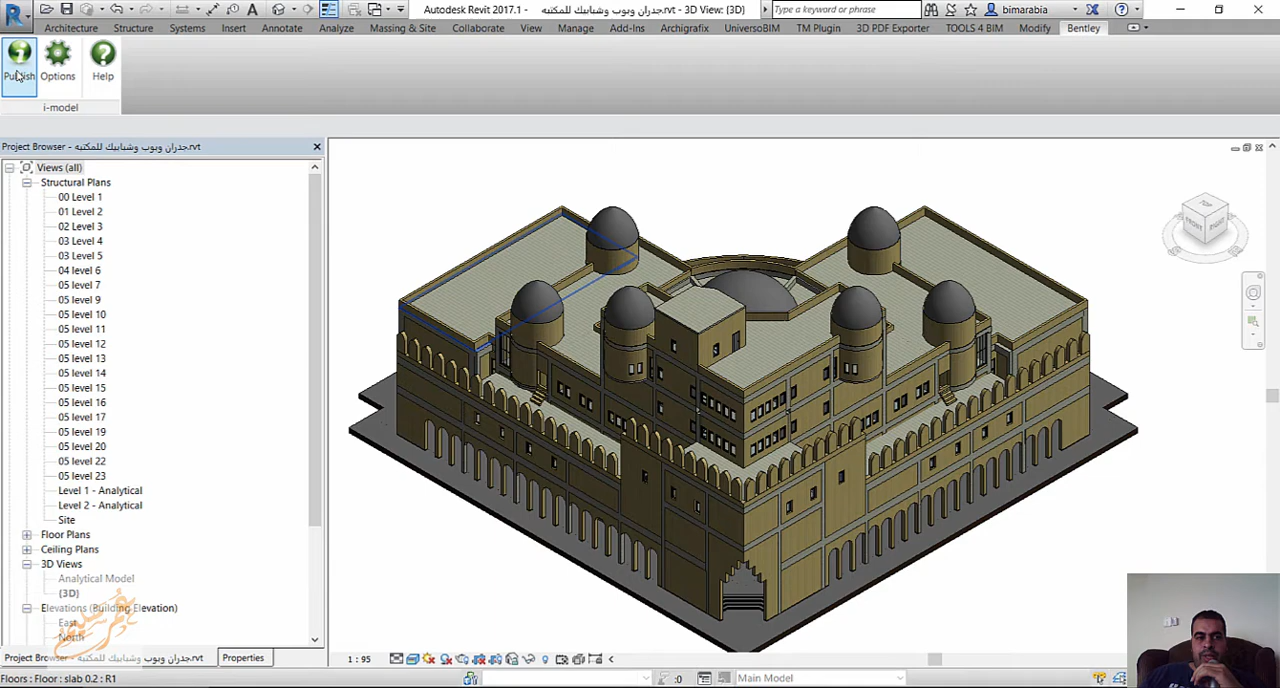 Autodesk Revit 2017.1 - جدران وبوب وشبابيك للمكتبه.rvt - 3D View: {3D}
Type a keyword or phrase
bimarabia
Architecture Structure Systems Insert Annotate Analyze Massing & Site Collaborate View Manage Add-Ins Archigrafix UniversoBIM TM Plugin 3D PDF Exporter TOOLS 4 BIM Modify Bentley
Publish Options Help
i-model
Project Browser - جدران وبوب وشبابيك للمكتبه.rvt
Views (all)
Structural Plans
00 Level 1
01 Level 2
02 Level 3
03 Level 4
03 Level 5
04 level 6
05 level 7
05 level 9
05 level 10
05 level 11
05 level 12
05 level 13
05 level 14
05 level 15
05 level 16
05 level 17
05 level 19
05 level 20
05 level 22
05 level 23
Level 1 - Analytical
Level 2 - Analytical
Site
Floor Plans
Ceiling Plans
3D Views
Analytical Model
{3D}
Elevations (Building Elevation)
East
North
Project Browser - جدران وبوب وشبابيك للمكتبه.rvt
Properties
1 : 95
Floors : Floor : slab 0.2 : R1
:0
Main Model
TOP
FRONT
RIGHT